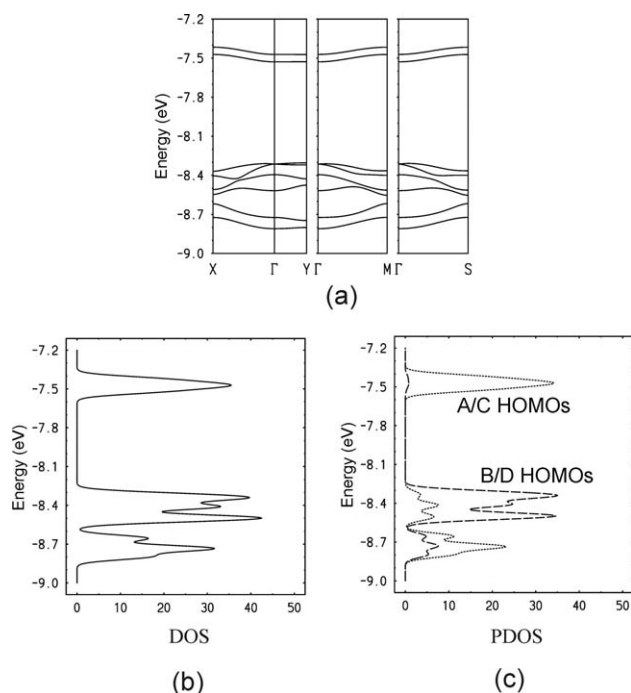 -7.2
-7.5
-7.8
-8.1
-8.4
-8.7
-9.0
Energy (eV)
X Γ Y Γ M Γ S
(a)
-7.2
-7.5
-7.8
-8.1
-8.4
-8.7
-9.0
Energy (eV)
0 10 20 30 40 50
DOS
(b)
-7.2
-7.5
-7.8
-8.1
-8.4
-8.7
-9.0
Energy (eV)
A/C HOMOs
B/D HOMOs
0 10 20 30 40 50
PDOS
(c)